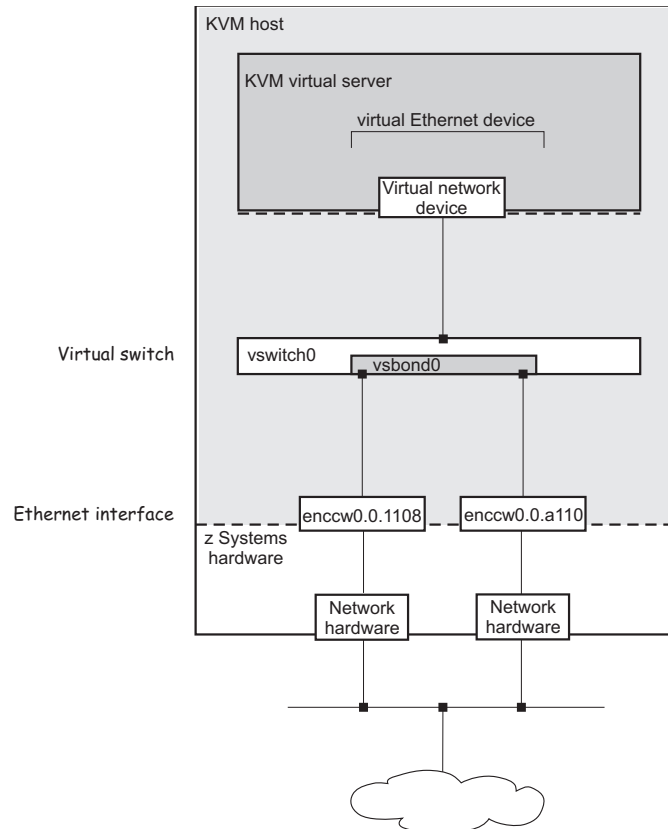 KVM host
KVM virtual server
virtual Ethernet device
Virtual network
device
Virtual switch
vswitch0
vsbond0
Ethernet interface
enccw0.0.1108
enccw0.0.a110
z Systems
hardware
Network
hardware
Network
hardware